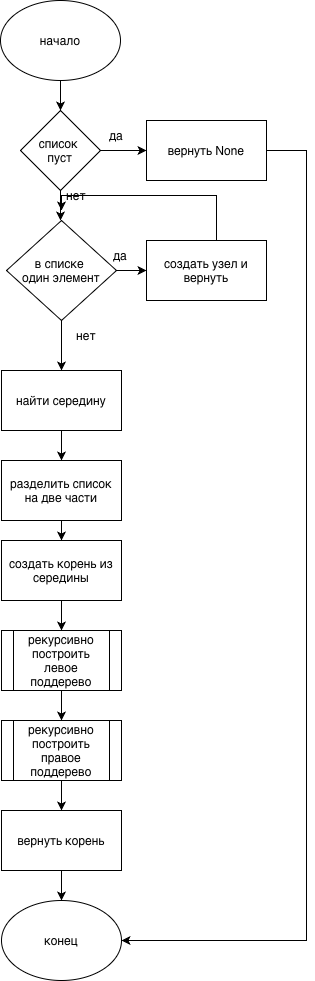 начало
список
пуст
да
вернуть None
нет
в списке
один элемент
да
создать узел и
вернуть
нет
найти середину
разделить список
на две части
создать корень из
середины
рекурсивно
построить
левое
поддерево
рекурсивно
построить
правое
поддерево
вернуть корень
конец